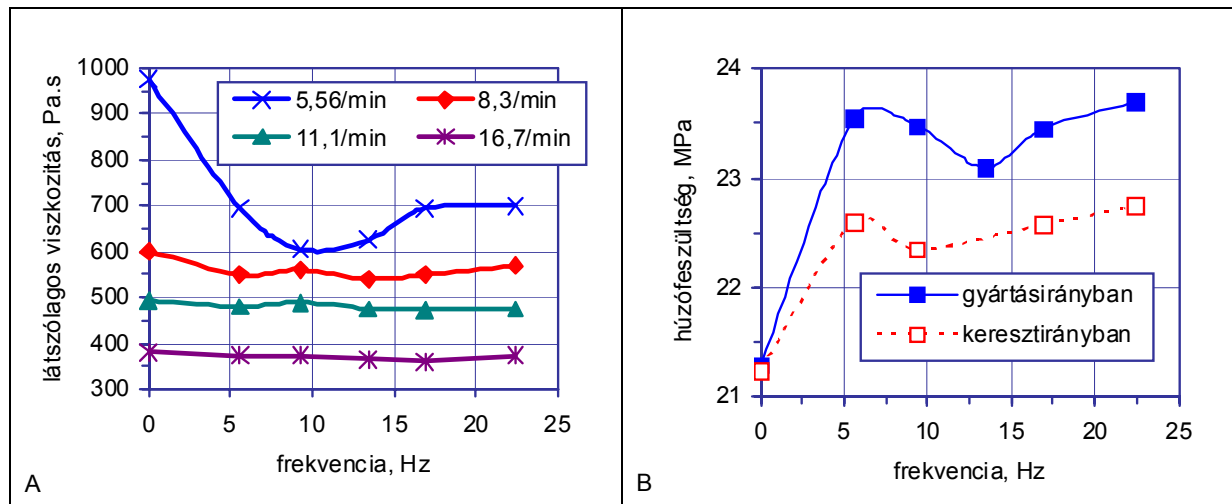 látszólagos viszkozitás, Pa.s
1000
900
800
700
600
500
400
300
5,56/min
8,3/min
11,1/min
16,7/min
0
5
10
15
20
25
frekvencia, Hz
A
húzófeszültség, MPa
24
23
22
21
gyártásirányban
keresztirányban
0
5
10
15
20
25
frekvencia, Hz
B